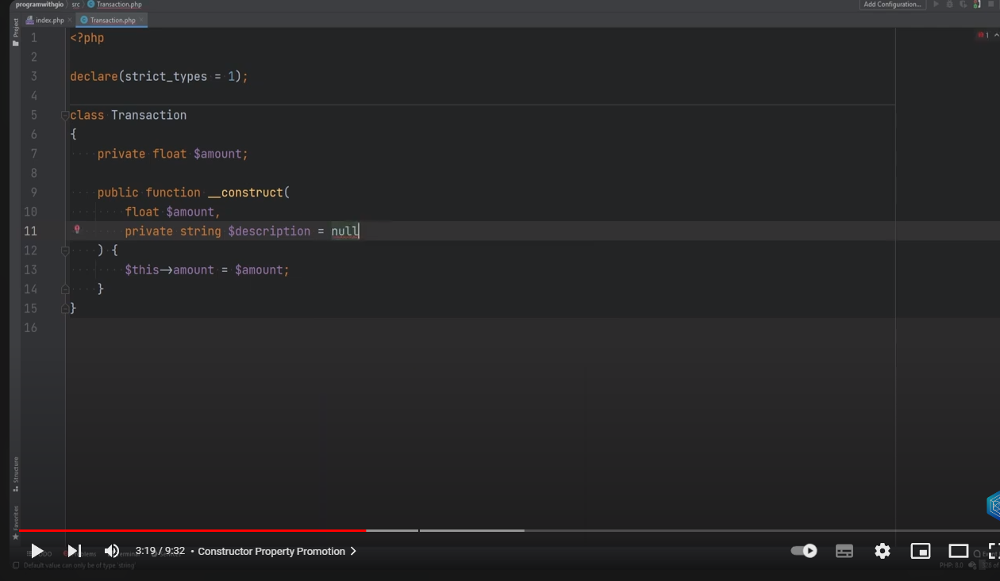 programwithgio src Transaction.php Add Configuration...
index.php Transaction.php
Project
1 <?php 1
2
3 declare(strict_types = 1);
4
5 class Transaction
6 {
7 private float $amount;
8
9 public function __construct(
10 float $amount,
11 private string $description = null
12 ) {
13 $this→amount = $amount;
14 }
15 }
16
Structure
Favorites
3:19 / 9:32 • Constructor Property Promotion
Default value can only be of type 'string' PHP: 8.0